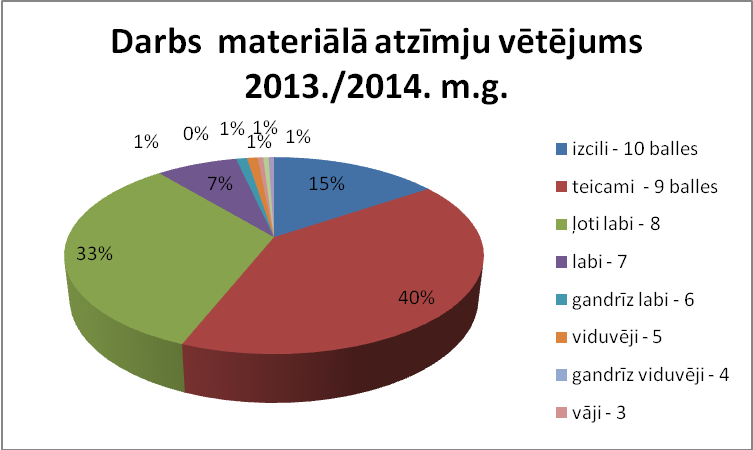 Darbs  materiālā atzīmju vētējums
2013./2014. m.g.
1%
0%
1%
1%
1%
1%
7%
15%
33%
40%
izcili - 10 balles
teicami  - 9 balles
ļoti labi - 8
labi - 7
gandrīz labi - 6
viduvēji - 5
gandrīz viduvēji - 4
vāji - 3